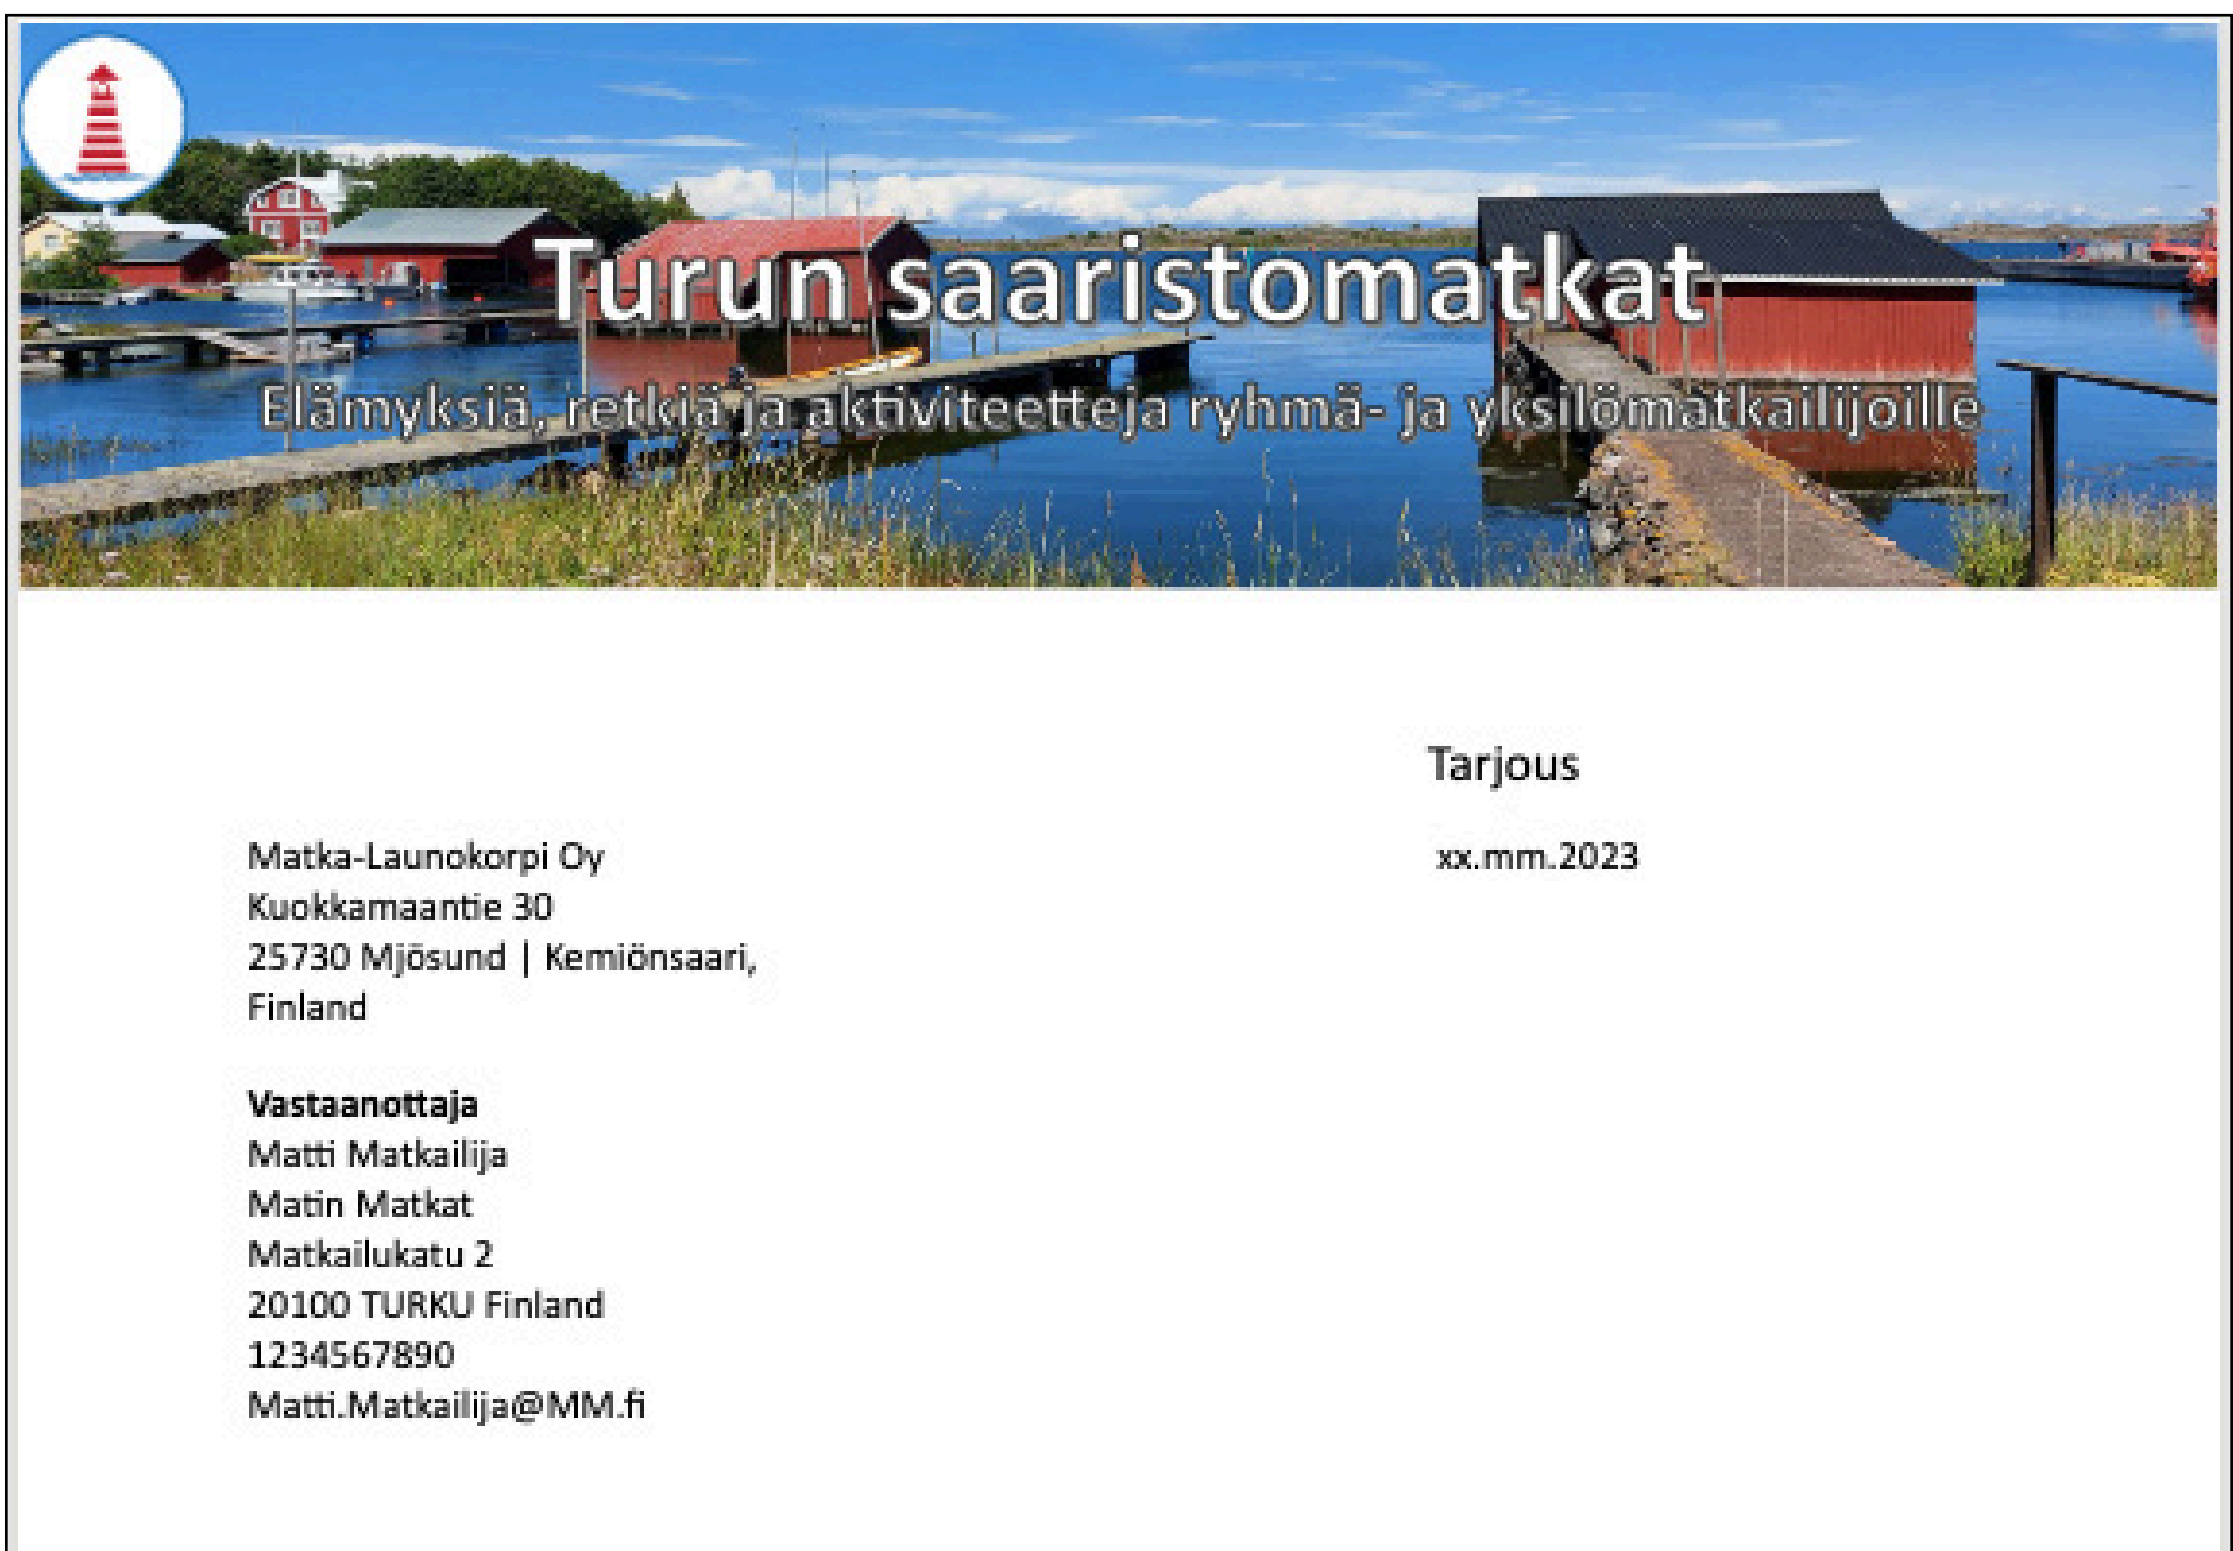 Turun saaristomatkat
Elämyksiä, retkiä ja aktiviteetteja ryhmä- ja yksilömatkailijoille
Tarjous
Matka-Launokorpi Oy
xx.mm.2023
Kuokkamaantie 30
25730 Mjösund | Kemiönsaari,
Finland
Vastaanottaja
Matti Matkailija
Matin Matkat
Matkailukatu 2
20100 TURKU Finland
1234567890
Matti.Matkailija@MM.fi